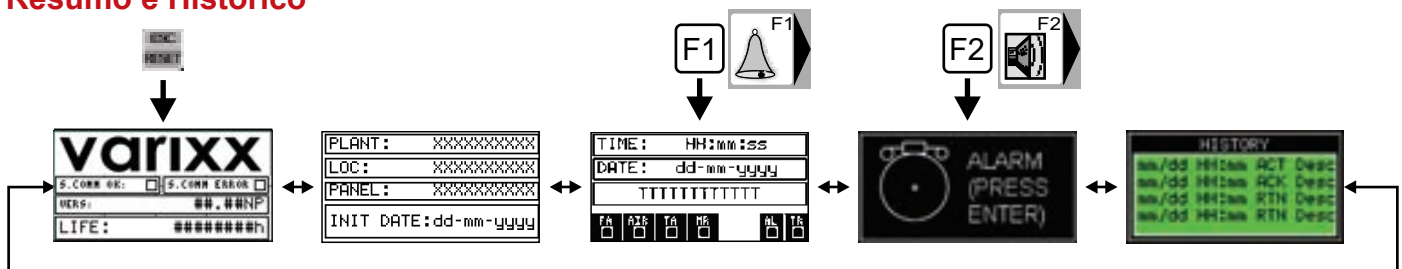 Resumo e Histórico
ESC
RESET
F1
F1
F2
F2
varixx
S.COMM OK:
S.COMM ERROR
VERS:
##.##NP
LIFE:
########h
PLANT:
XXXXXXXXXX
LOC:
XXXXXXXXXX
PANEL:
XXXXXXXXXX
INIT DATE:dd-mm-yyyy
TIME:
HH:mm:ss
DATE:
dd-mm-yyyy
TTTTTTTTTTTT
FA AIR TA MR AL TR
ALARM
(PRESS
ENTER)
HISTORY
mm/dd HH:mm ACT Desc
mm/dd HH:mm ACK Desc
mm/dd HH:mm RTN Desc
mm/dd HH:mm RTN Desc